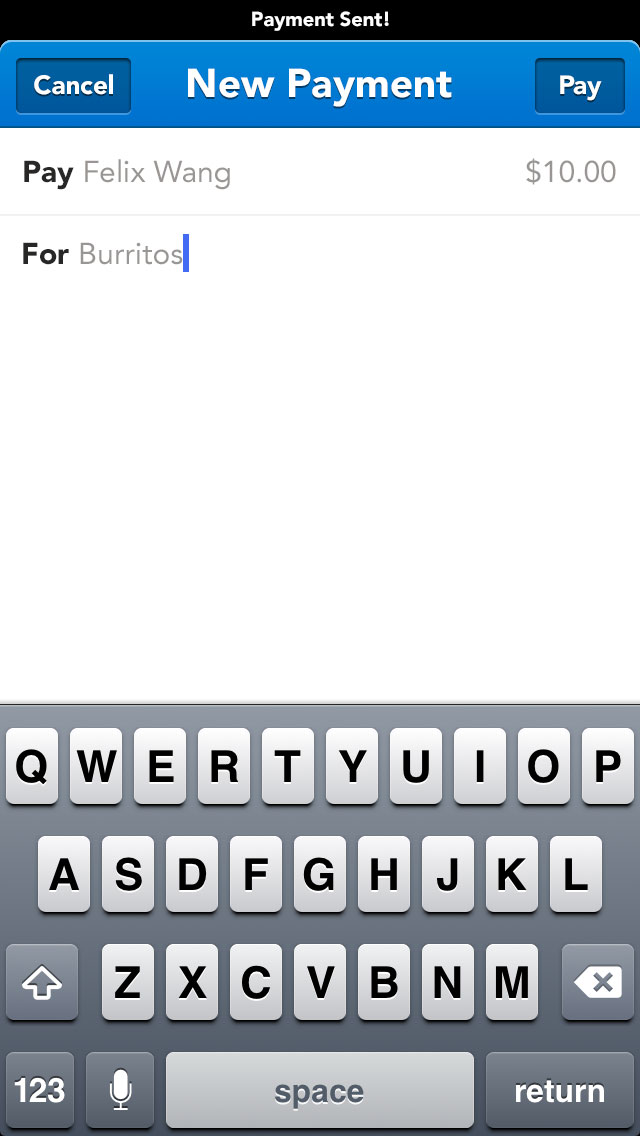 Payment Sent!
Cancel New Payment Pay
Pay Felix Wang $10.00
For Burritos
Q W E R T Y U I O P
A S D F G H J K L
Z X C V B N M
123 space return